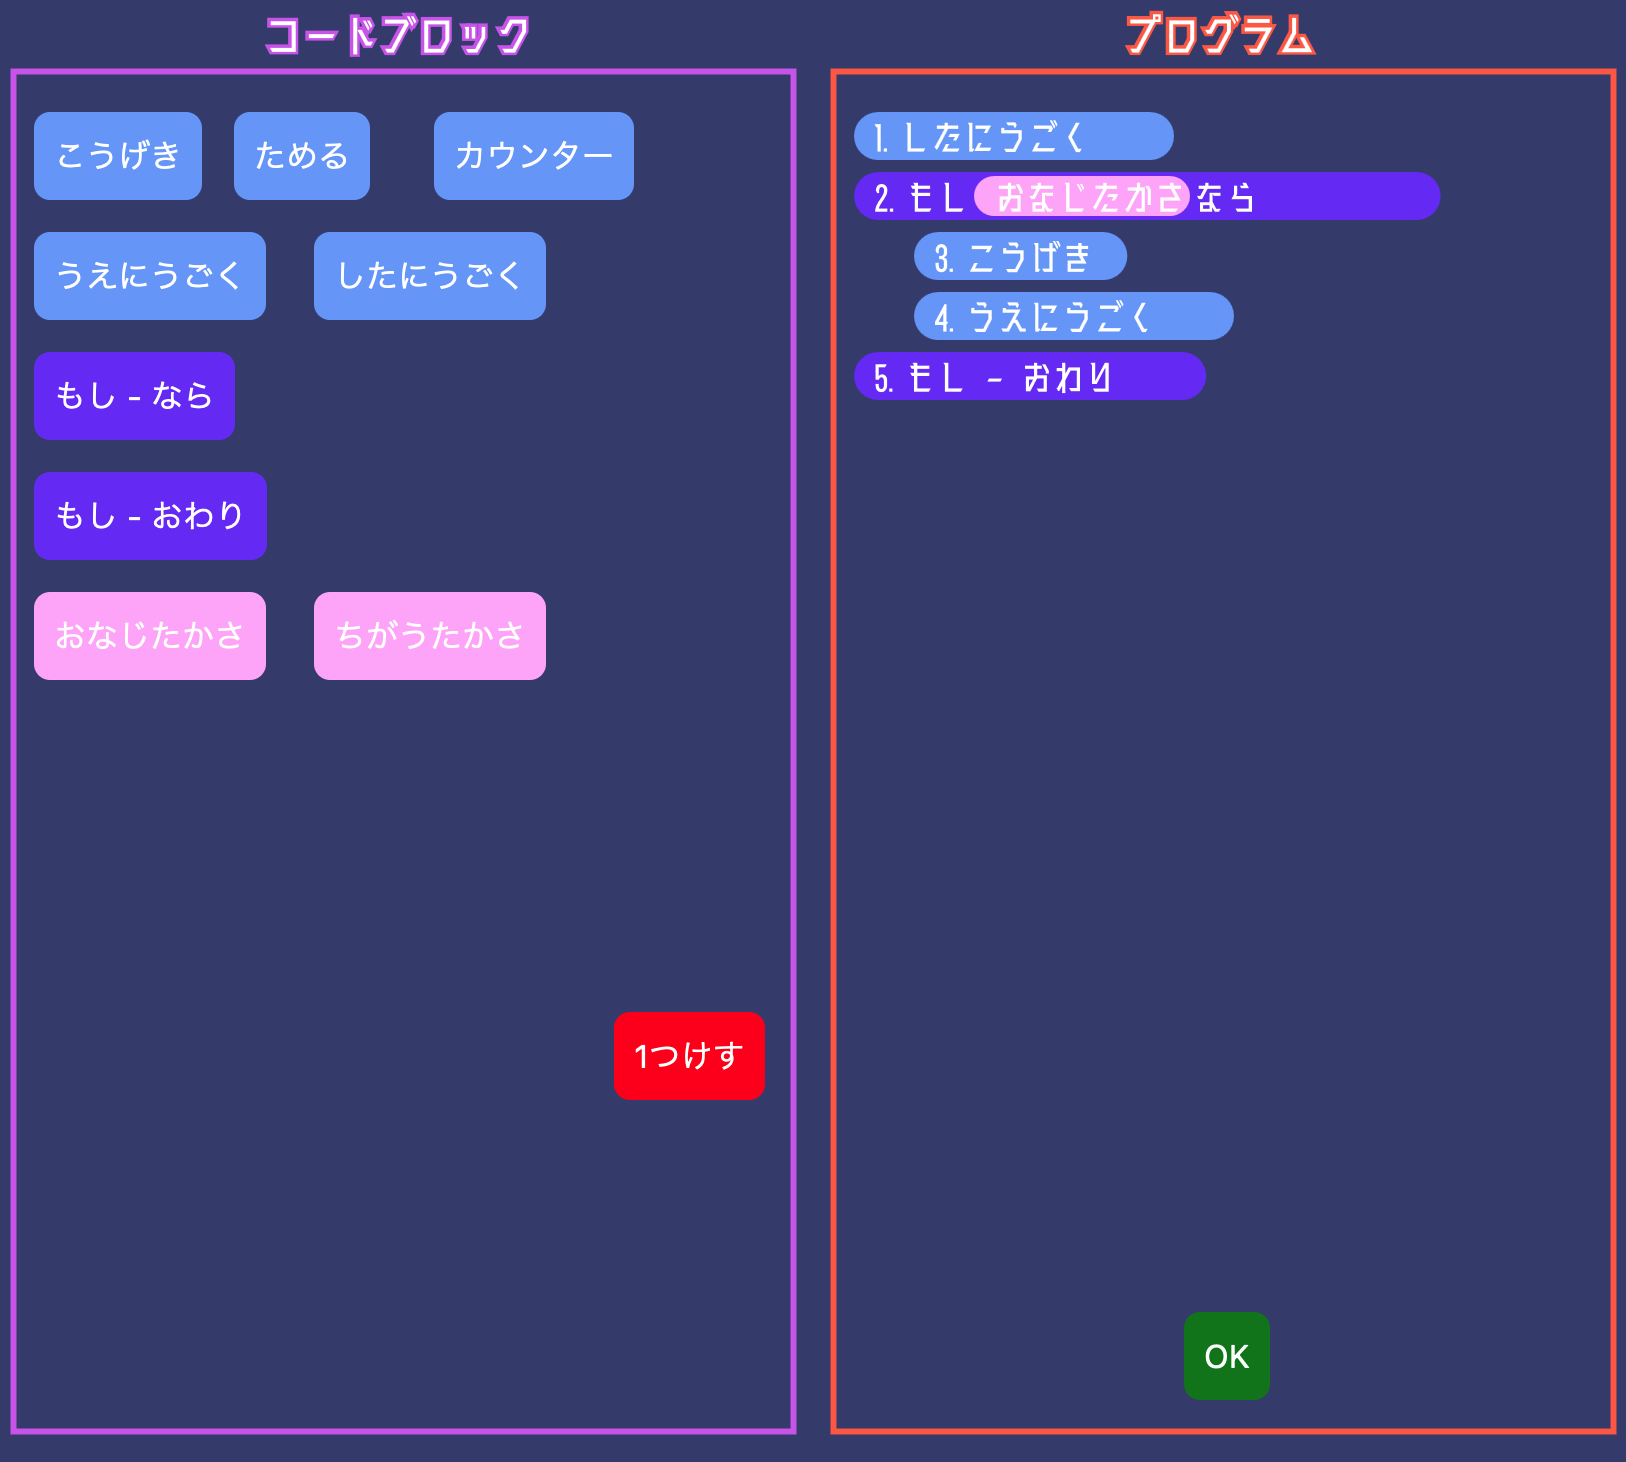 コードブロック
こうげき ためる カウンター
うえにうごく したにうごく
もし - なら
もし - おわり
おなじたかさ ちがうたかさ
1つけす
プログラム
1. したにうごく
2. もし おなじたかさ なら
3. こうげき
4. うえにうごく
5. もし - おわり
OK